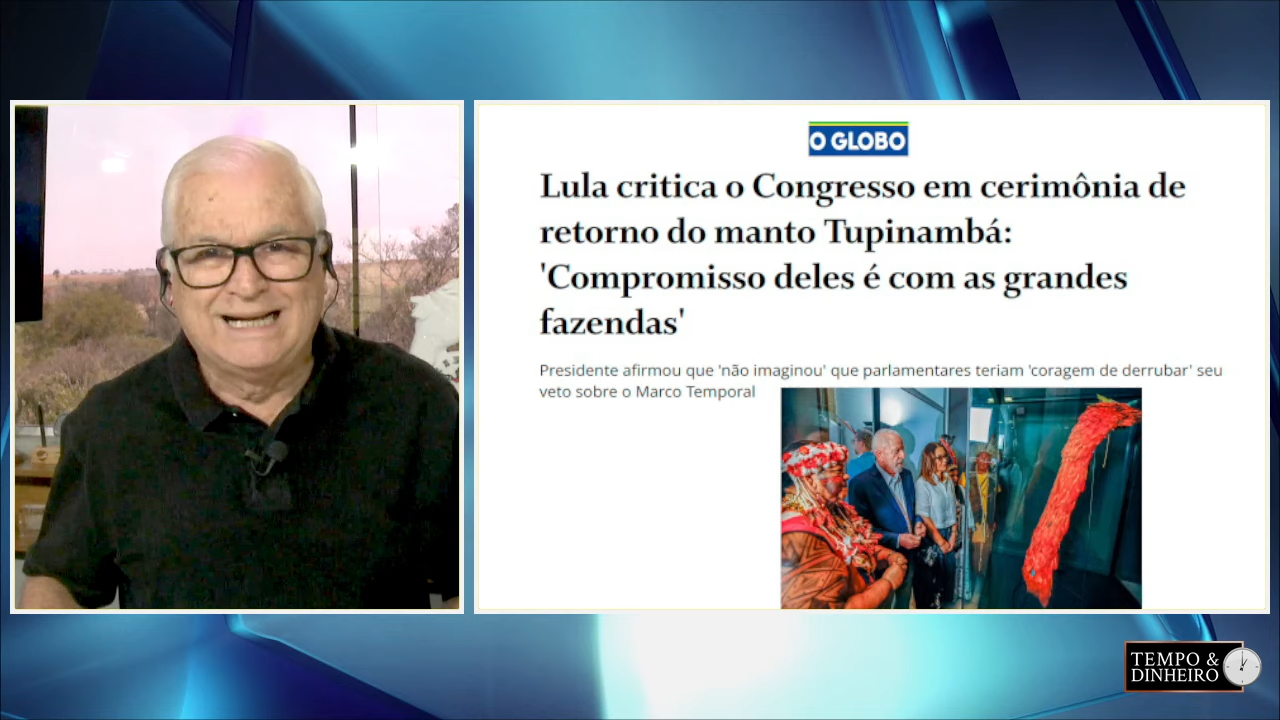 O GLOBO
Lula critica o Congresso em cerimônia de
retorno do manto Tupinambá:
'Compromisso deles é com as grandes
fazendas'
Presidente afirmou que 'não imaginou' que parlamentares teriam 'coragem de derrubar' seu
veto sobre o Marco Temporal
TEMPO &
DINHEIRO